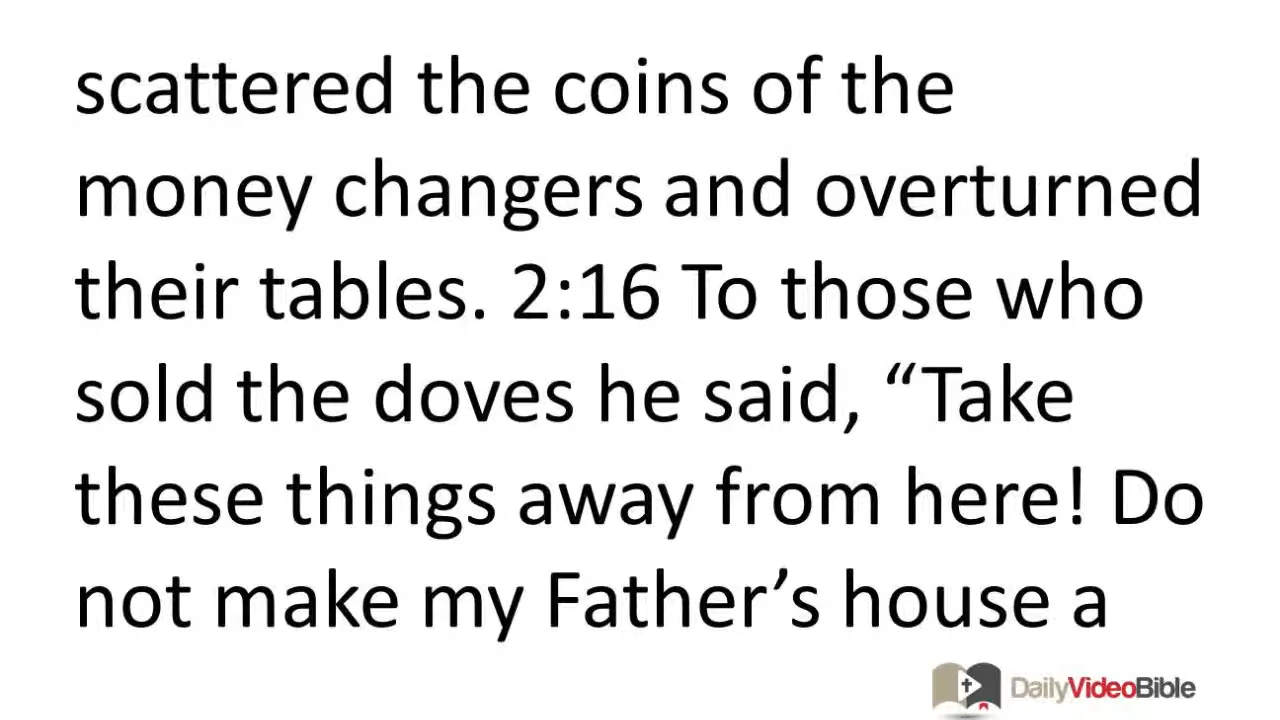 scattered the coins of the
money changers and overturned
their tables. 2:16 To those who
sold the doves he said, “Take
these things away from here! Do
not make my Father’s house a
DailyVideoBible